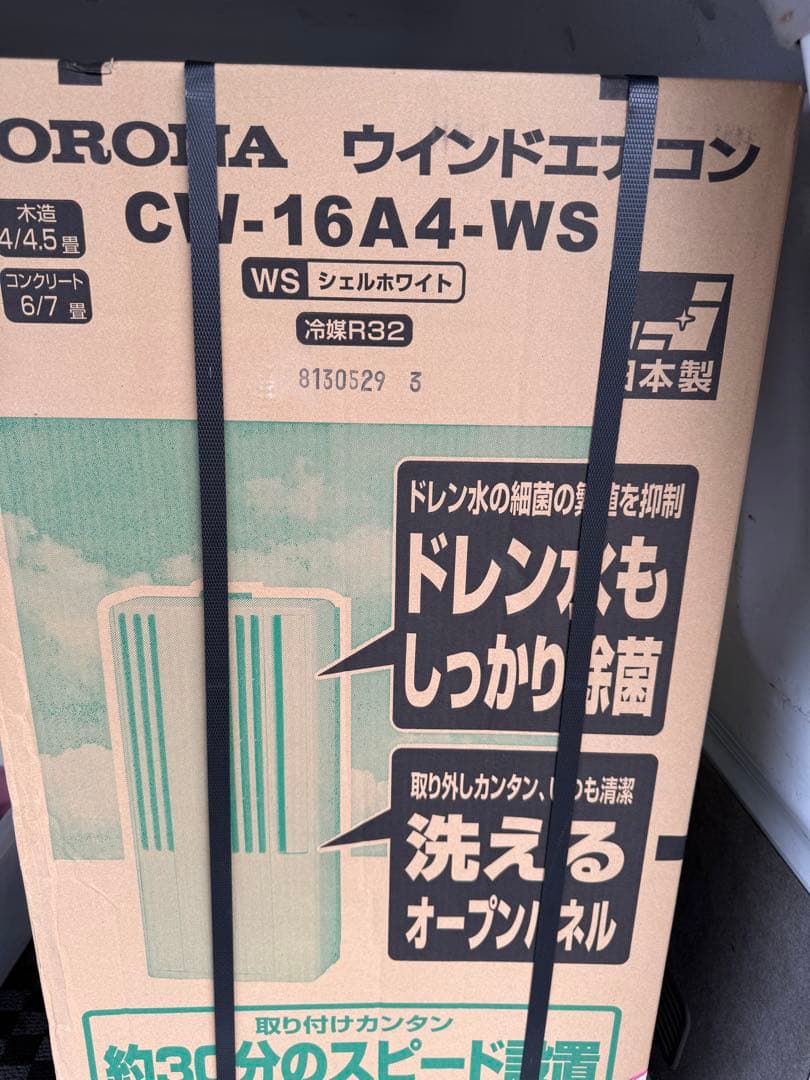 ORONA ウインドエアコン
木造
4/4.5畳
CW-16A4-WS
コンクリート
6/7畳
WS シェルホワイト
冷媒R32
8130529 3
日本製
ドレン水の細菌の繁殖を抑制
ドレン水も
しっかり除菌
取り外しカンタン、いつも清潔
洗える
オープンパネル
取り付けカンタン
約30分のスピード設置